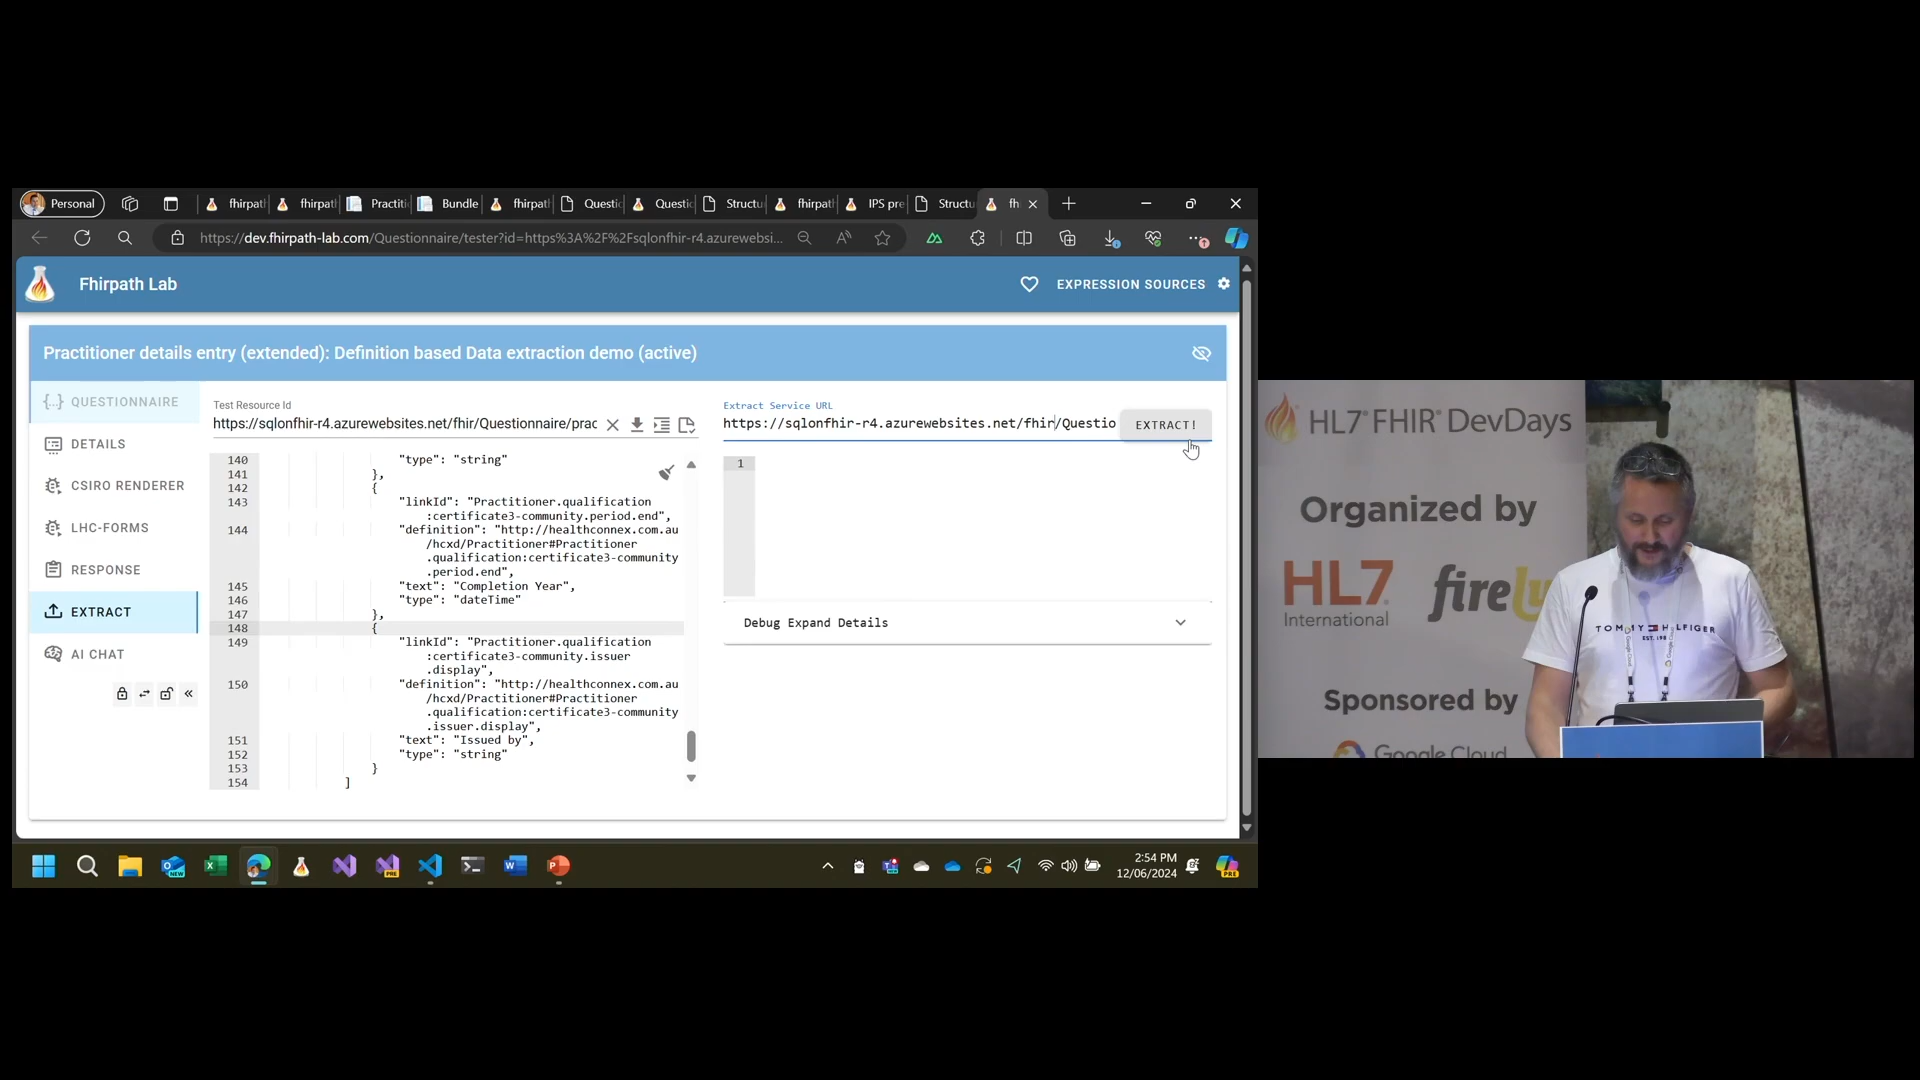 Personal
fhirpat
fhirpat
Practiti
Bundle
fhirpat
Questio
Questio
Structu
fhirpat
IPS pre
Structu
fh
https://dev.fhirpath-lab.com/Questionnaire/tester?id=https%3A%2F%2Fsqlonfhir-r4.azurewebsi...
Fhirpath Lab
EXPRESSION SOURCES
Practitioner details entry (extended): Definition based Data extraction demo (active)
QUESTIONNAIRE
DETAILS
CSIRO RENDERER
LHC-FORMS
RESPONSE
EXTRACT
AI CHAT
Test Resource Id
https://sqlonfhir-r4.azurewebsites.net/fhir/Questionnaire/prac
140 "type": "string"
141 },
142 {
143 "linkId": "Practitioner.qualification
:certificate3-community.period.end",
144 "definition": "http://healthconnex.com.au
/hcxd/Practitioner#Practitioner
.qualification:certificate3-community
.period.end",
145 "text": "Completion Year",
146 "type": "dateTime"
147 },
148 {
149 "linkId": "Practitioner.qualification
:certificate3-community.issuer
.display",
150 "definition": "http://healthconnex.com.au
/hcxd/Practitioner#Practitioner
.qualification:certificate3-community
.issuer.display",
151 "text": "Issued by",
152 "type": "string"
153 }
154 ]
Extract Service URL
https://sqlonfhir-r4.azurewebsites.net/fhir/Questio
EXTRACT!
1
Debug Expand Details
2:54 PM
12/06/2024
HL7 FHIR DevDays
Organized by
HL7
International
firely
Sponsored by
Google Cloud
TOMMY HILFIGER
EST. 1985